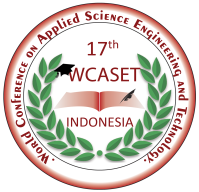 World Conference on Applied Science Engineering and Technology.
17th
WCASET
INDONESIA